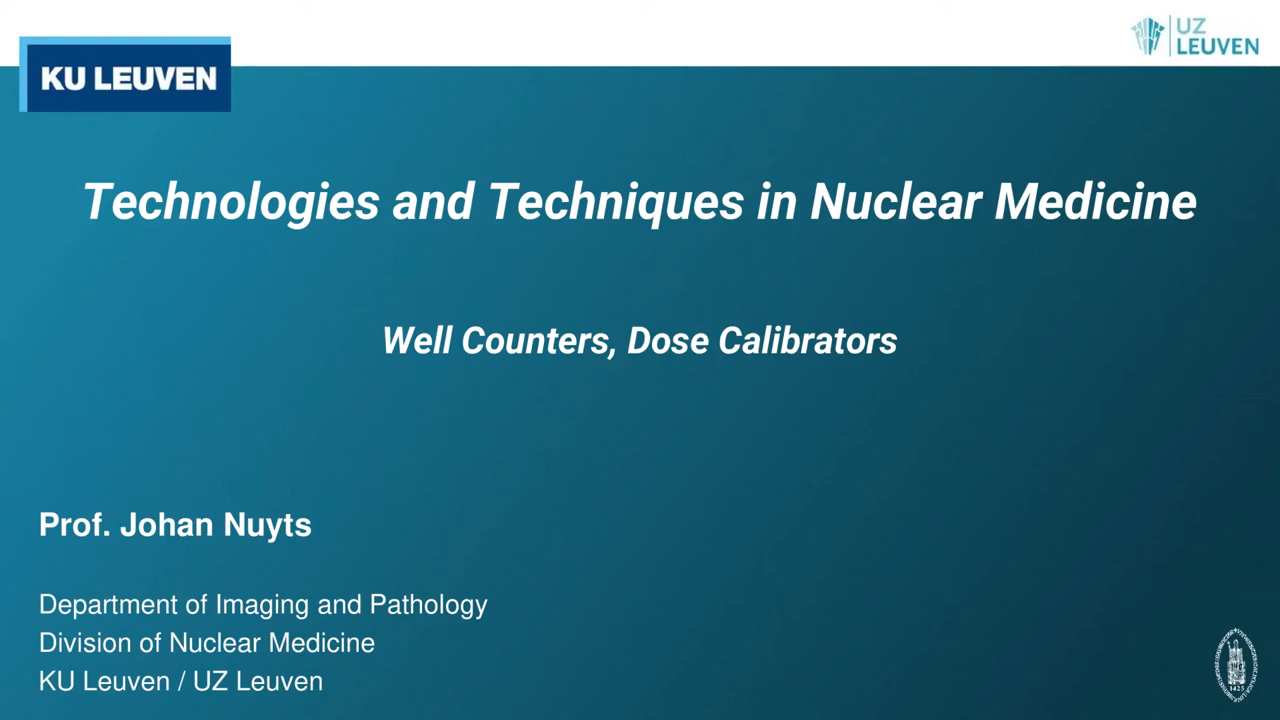 UZ
LEUVEN
KU LEUVEN
Technologies and Techniques in Nuclear Medicine
Well Counters, Dose Calibrators
Prof. Johan Nuyts
Department of Imaging and Pathology
Division of Nuclear Medicine
KU Leuven / UZ Leuven
1425